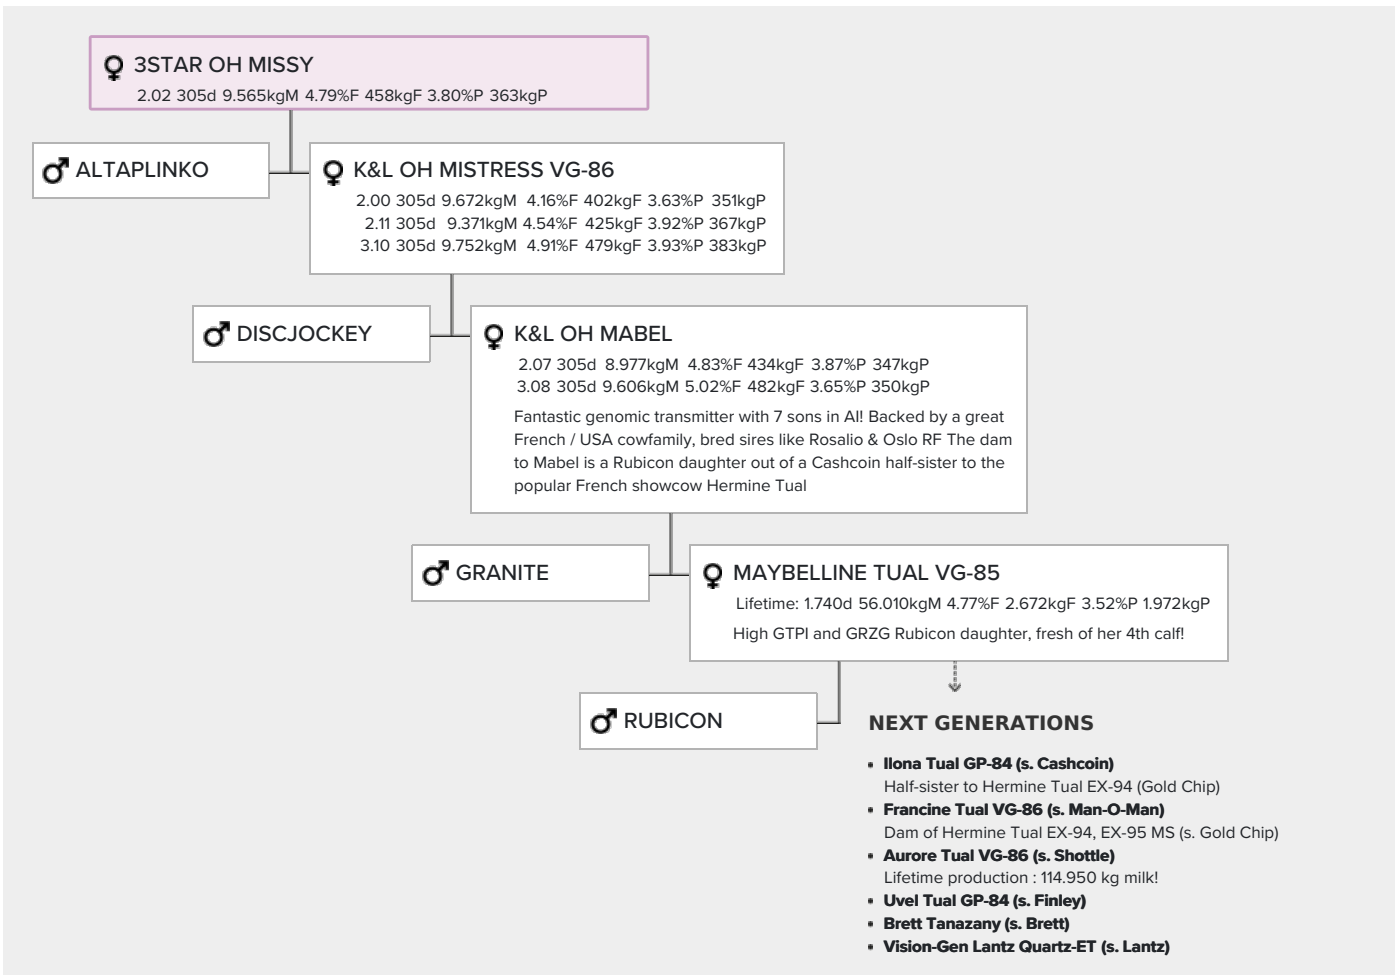 3STAR OH MISSY
2.02 305d 9.565kgM 4.79%F 458kgF 3.80%P 363kgP
ALTAPLINKO
K&L OH MISTRESS VG-86
2.00 305d 9.672kgM 4.16%F 402kgF 3.63%P 351kgP
2.11 305d 9.371kgM 4.54%F 425kgF 3.92%P 367kgP
3.10 305d 9.752kgM 4.91%F 479kgF 3.93%P 383kgP
DISCJOCKEY
K&L OH MABEL
2.07 305d 8.977kgM 4.83%F 434kgF 3.87%P 347kgP
3.08 305d 9.606kgM 5.02%F 482kgF 3.65%P 350kgP
Fantastic genomic transmitter with 7 sons in AI! Backed by a great
French / USA cowfamily, bred sires like Rosalio & Oslo RF The dam
to Mabel is a Rubicon daughter out of a Cashcoin half-sister to the
popular French showcow Hermine Tual
GRANITE
MAYBELLINE TUAL VG-85
Lifetime: 1.740d 56.010kgM 4.77%F 2.672kgF 3.52%P 1.972kgP
High GTPI and GRZG Rubicon daughter, fresh of her 4th calf!
RUBICON
NEXT GENERATIONS
• Ilona Tual GP-84 (s. Cashcoin)
Half-sister to Hermine Tual EX-94 (Gold Chip)
• Francine Tual VG-86 (s. Man-O-Man)
Dam of Hermine Tual EX-94, EX-95 MS (s. Gold Chip)
• Aurore Tual VG-86 (s. Shottle)
Lifetime production : 114.950 kg milk!
• Uvel Tual GP-84 (s. Finley)
• Brett Tanazany (s. Brett)
• Vision-Gen Lantz Quartz-ET (s. Lantz)